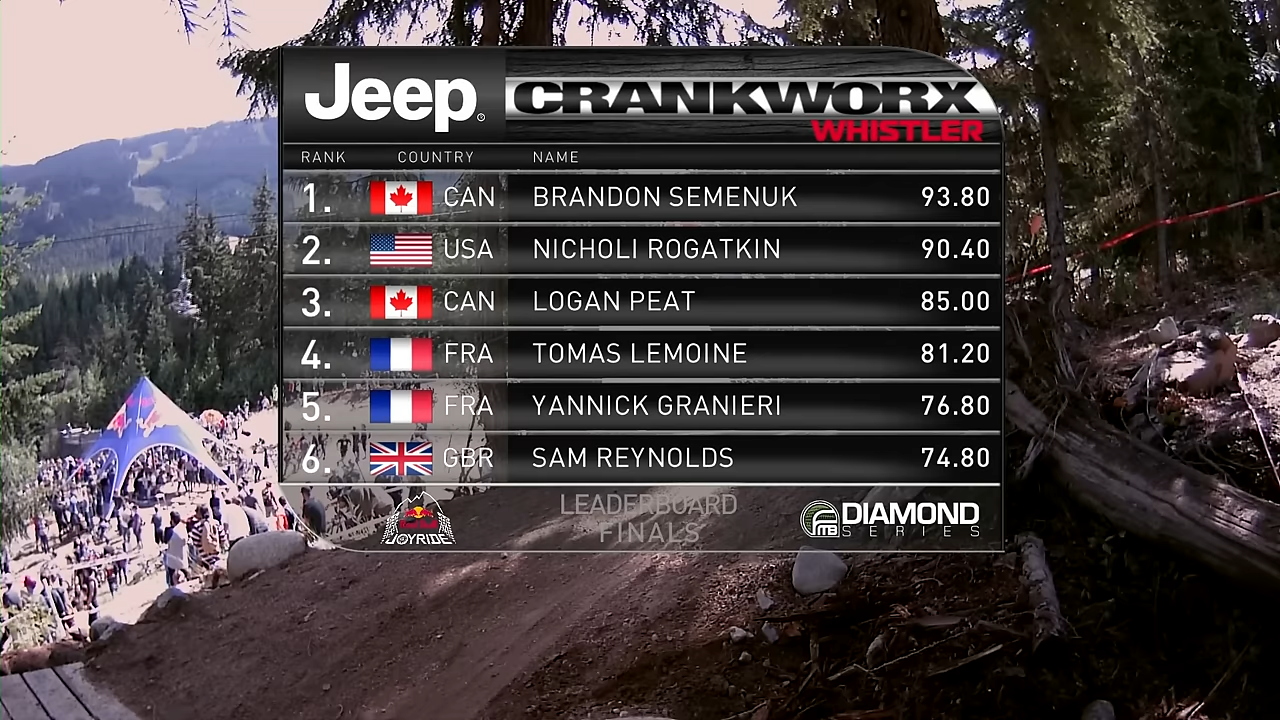 Jeep
CRANKWORX
WHISTLER
RANK COUNTRY NAME
1. CAN BRANDON SEMENUK 93.80
2. USA NICHOLI ROGATKIN 90.40
3. CAN LOGAN PEAT 85.00
4. FRA TOMAS LEMOINE 81.20
5. FRA YANNICK GRANIERI 76.80
6. GBR SAM REYNOLDS 74.80
JOYRIDE
LEADERBOARD
FINALS
DIAMOND
SERIES